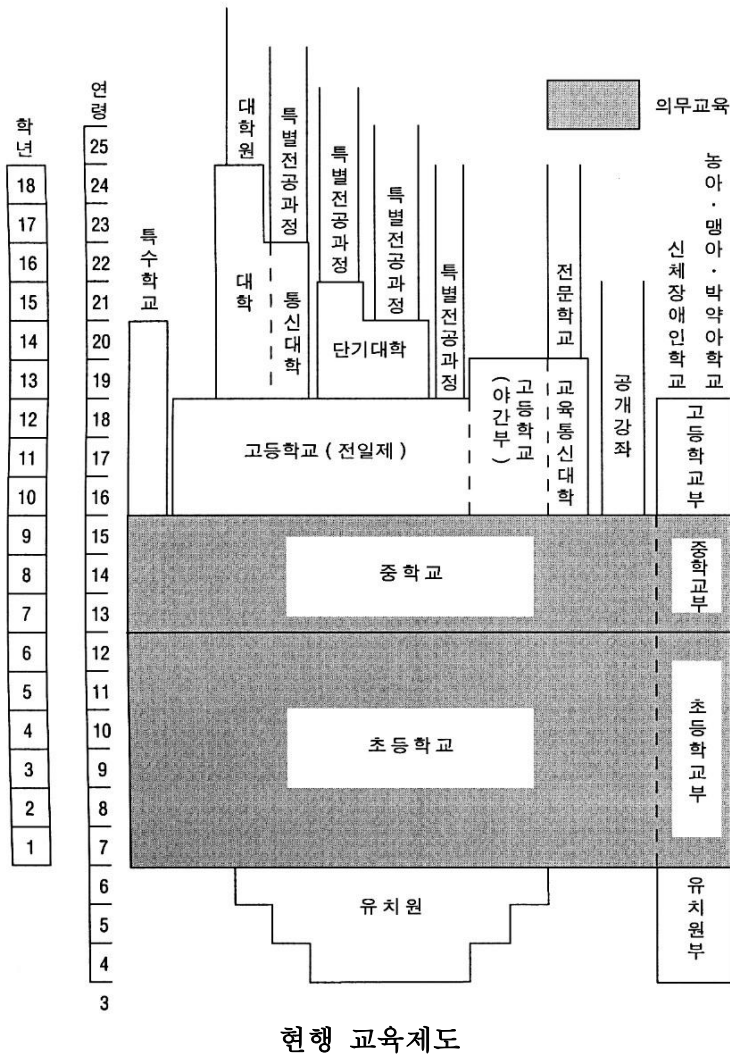 학년
18
17
16
15
14
13
12
11
10
9
8
7
6
5
4
3
2
1
연령
25
24
23
22
21
20
19
18
17
16
15
14
13
12
11
10
9
8
7
6
5
4
3
특수학교
대학원
대학
특별전공과정
통신대학
특별전공과정
단기대학
특별전공과정
특별전공과정
고등학교 ( 전일제 )
고등학교
(야간부)
전문학교
교육통신대학
공개강좌
의무교육
농아·맹아·박약아학교
신체장애인학교
고등학교부
중학교
중학교부
초등학교
초등학교부
유치원
유치원부
현행 교육제도